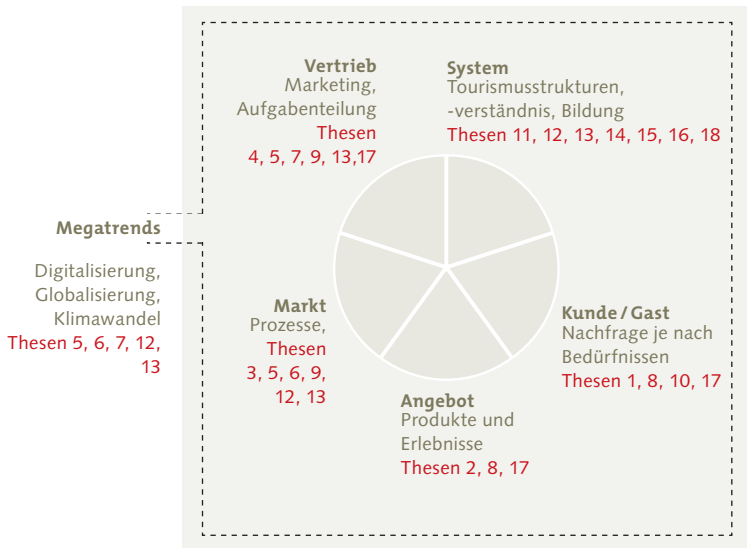 Vertrieb
Marketing,
Aufgabenteilung
Thesen
4, 5, 7, 9, 13,17
System
Tourismusstrukturen,
-verständnis, Bildung
Thesen 11, 12, 13, 14, 15, 16, 18
Megatrends
Digitalisierung,
Globalisierung,
Klimawandel
Thesen 5, 6, 7, 12,
13
Markt
Prozesse,
Thesen
3, 5, 6, 9,
12, 13
Kunde / Gast
Nachfrage je nach
Bedürfnissen
Thesen 1, 8, 10, 17
Angebot
Produkte und
Erlebnisse
Thesen 2, 8, 17